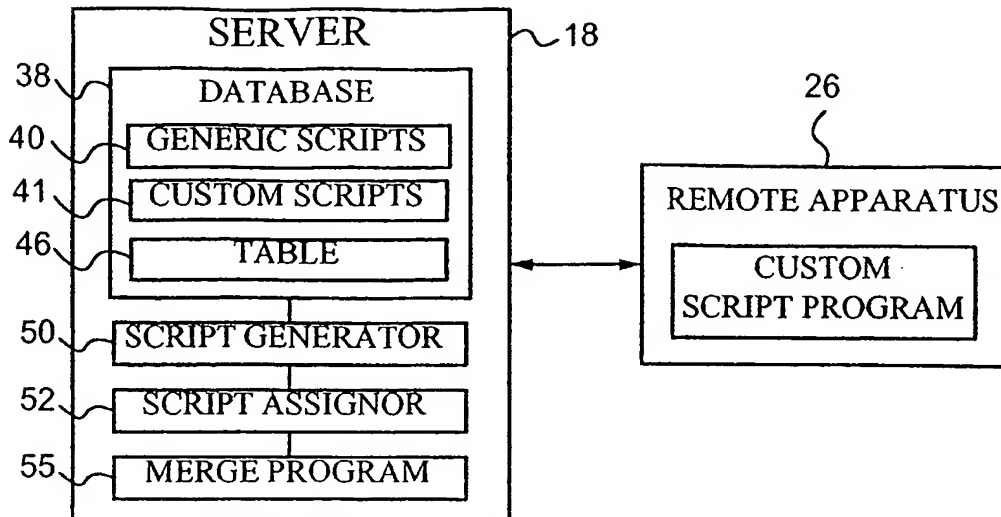 SERVER
18
38
DATABASE
40
GENERIC SCRIPTS
41
CUSTOM SCRIPTS
46
TABLE
50
SCRIPT GENERATOR
52
SCRIPT ASSIGNOR
55
MERGE PROGRAM
26
REMOTE APPARATUS
CUSTOM
SCRIPT PROGRAM